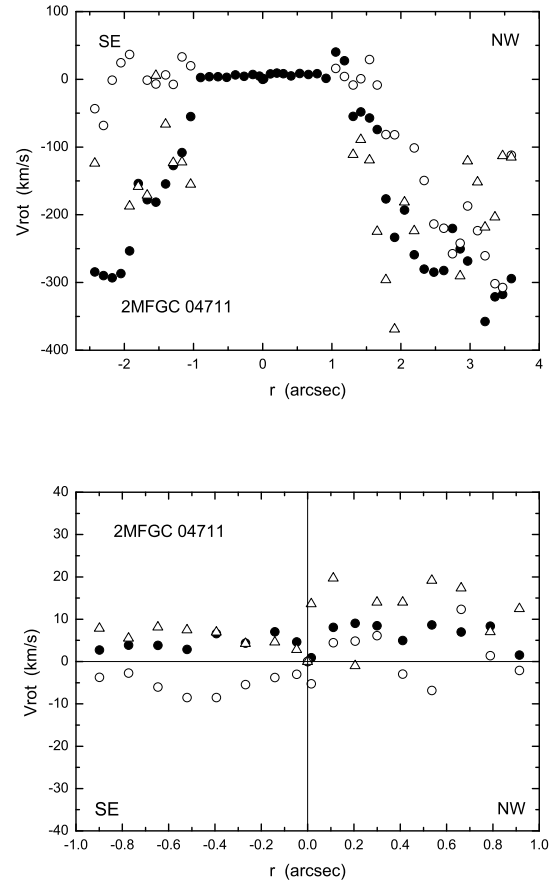 100
SE
NW
0
-100
-200
-300
-400
Vrot (km/s)
2MFGC 04711
-2 -1 0 1 2 3 4
r (arcsec)
40
30
20
10
0
-10
-20
-30
-40
Vrot (km/s)
2MFGC 04711
SE
NW
-1.0 -0.8 -0.6 -0.4 -0.2 0.0 0.2 0.4 0.6 0.8 1.0
r (arcsec)